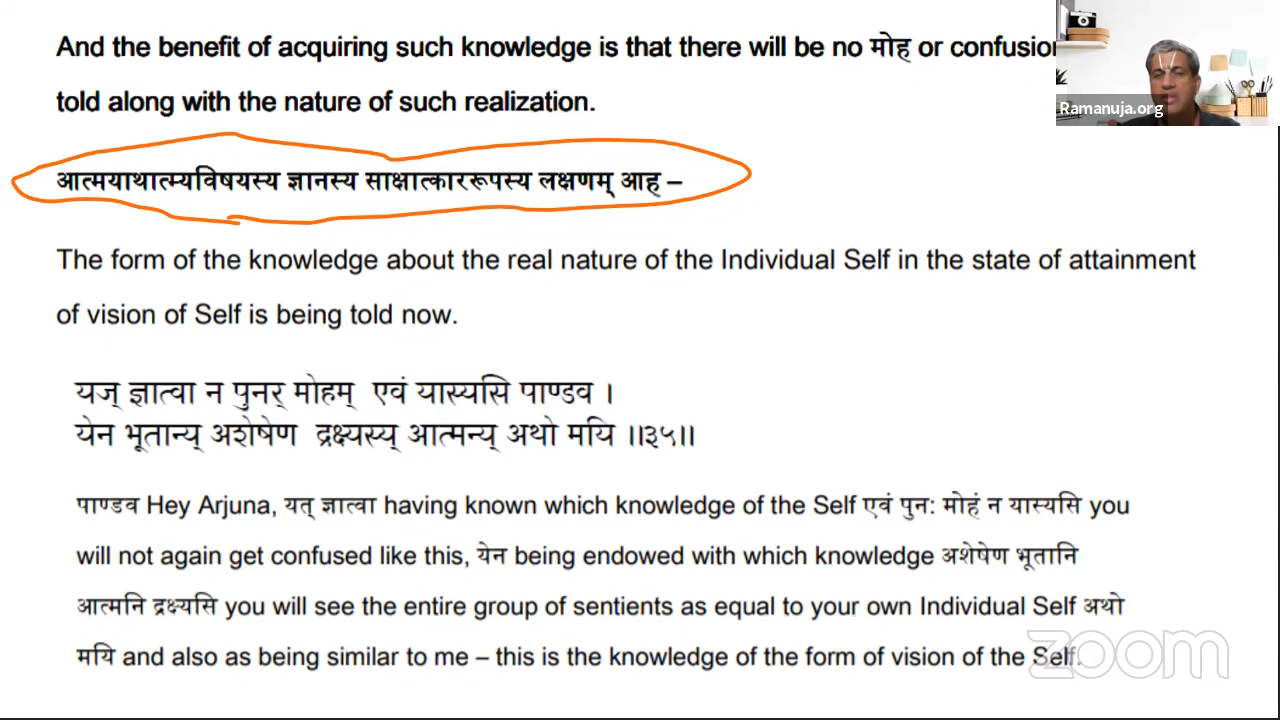 And the benefit of acquiring such knowledge is that there will be no मोह or confusion
told along with the nature of such realization.
Ramanuja.org
आत्मयाथात्म्यविषयस्य ज्ञानस्य साक्षात्काररूपस्य लक्षणम् आह –
The form of the knowledge about the real nature of the Individual Self in the state of attainment
of vision of Self is being told now.
यज् ज्ञात्वा न पुनर् मोहम् एवं यास्यसि पाण्डव ।
येन भूतान्य् अशेषेण द्रक्ष्यस्य् आत्मन्य् अथो मयि ॥३५॥
पाण्डव Hey Arjuna, यत् ज्ञात्वा having known which knowledge of the Self एवं पुन: मोहं न यास्यसि you
will not again get confused like this, येन being endowed with which knowledge अशेषेण भूतानि
आत्मनि द्रक्ष्यसि you will see the entire group of sentients as equal to your own Individual Self अथो
मयि and also as being similar to me – this is the knowledge of the form of vision of the Self.
zoom